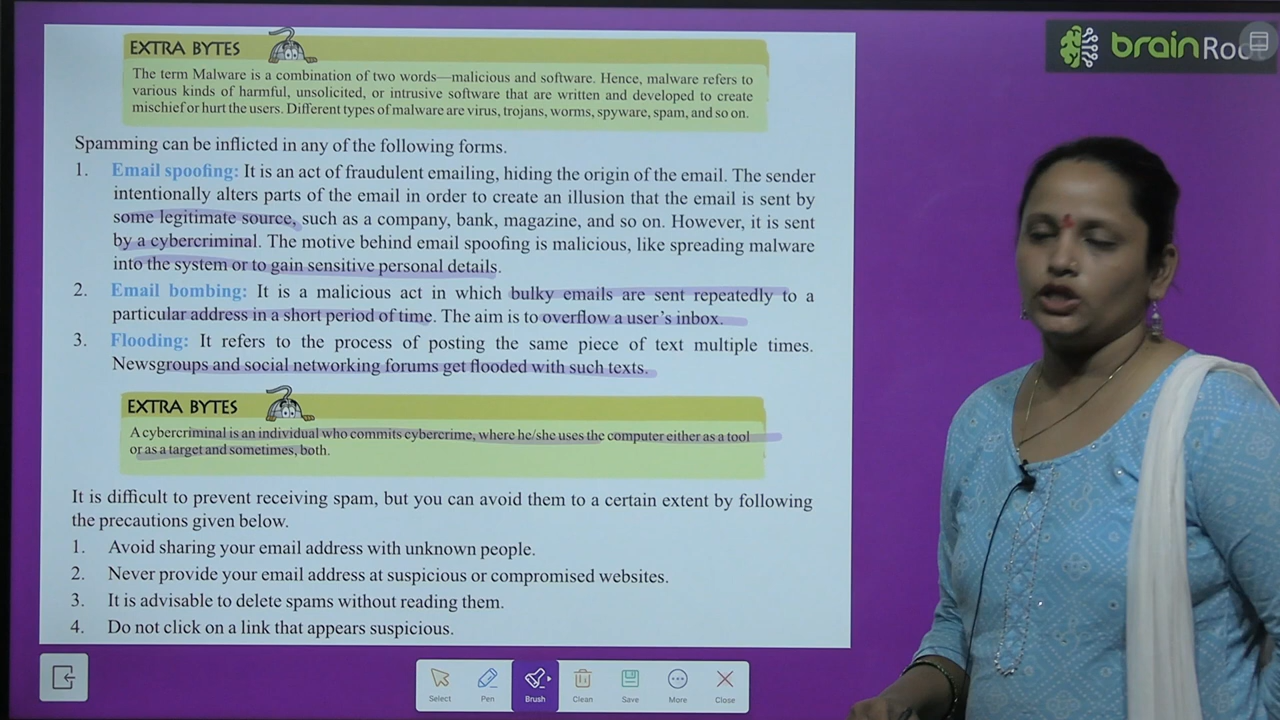 EXTRA BYTES
The term Malware is a combination of two words—malicious and software. Hence, malware refers to
various kinds of harmful, unsolicited, or intrusive software that are written and developed to create
mischief or hurt the users. Different types of malware are virus, trojans, worms, spyware, spam, and so on.
Spamming can be inflicted in any of the following forms.
1. Email spoofing: It is an act of fraudulent emailing, hiding the origin of the email. The sender
intentionally alters parts of the email in order to create an illusion that the email is sent by
some legitimate source, such as a company, bank, magazine, and so on. However, it is sent
by a cybercriminal. The motive behind email spoofing is malicious, like spreading malware
into the system or to gain sensitive personal details.
2. Email bombing: It is a malicious act in which bulky emails are sent repeatedly to a
particular address in a short period of time. The aim is to overflow a user's inbox.
3. Flooding: It refers to the process of posting the same piece of text multiple times.
Newsgroups and social networking forums get flooded with such texts.
EXTRA BYTES
A cybercriminal is an individual who commits cybercrime, where he/she uses the computer either as a tool
or as a target and sometimes, both.
It is difficult to prevent receiving spam, but you can avoid them to a certain extent by following
the precautions given below.
1. Avoid sharing your email address with unknown people.
2. Never provide your email address at suspicious or compromised websites.
3. It is advisable to delete spams without reading them.
4. Do not click on a link that appears suspicious.
Select Pen Brush Clean Save More Close
brain